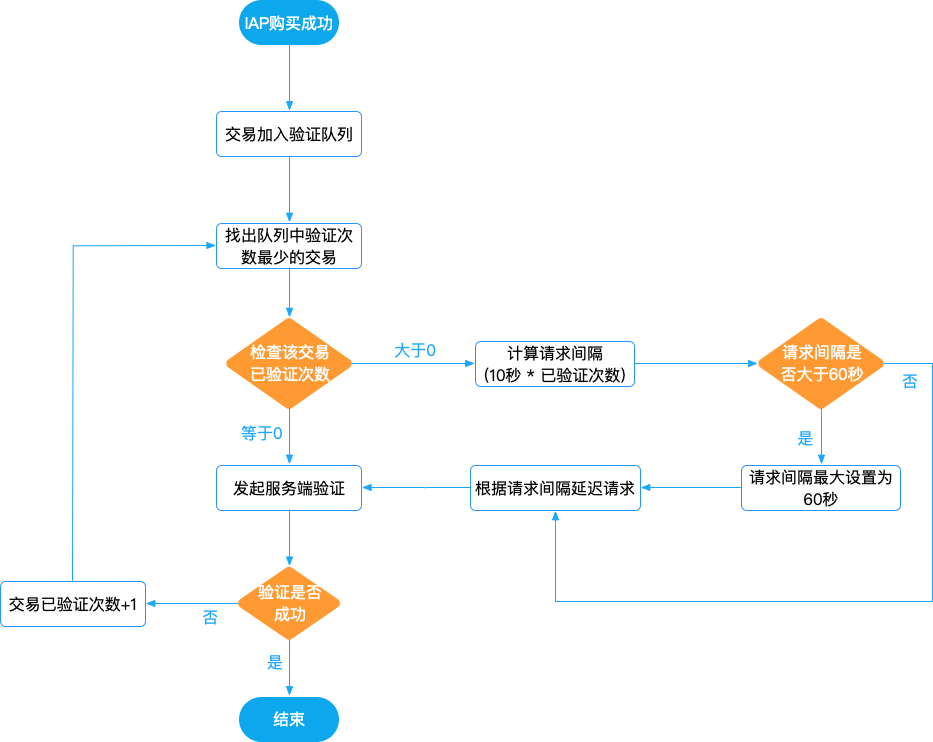 IAP购买成功
交易加入验证队列
找出队列中验证次
数最少的交易
检查该交易
已验证次数
大于0
计算请求间隔
(10秒 * 已验证次数)
请求间隔是
否大于60秒
否
等于0
是
发起服务端验证
根据请求间隔延迟请求
请求间隔最大设置为
60秒
验证是否
成功
交易已验证次数+1
否
是
结束